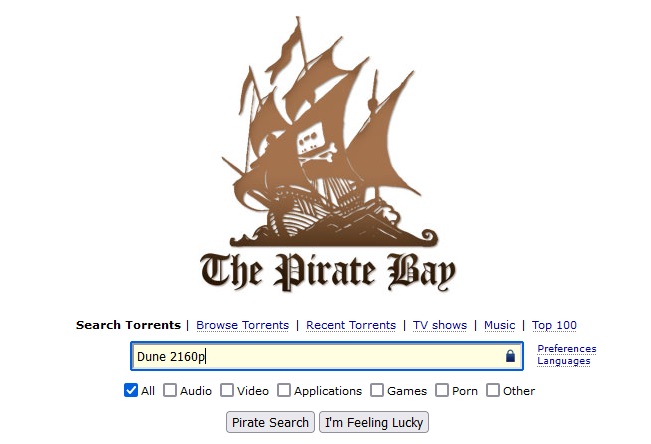 The Pirate Bay
Search Torrents | Browse Torrents | Recent Torrents | TV shows | Music | Top 100
Dune 2160p
Preferences
Languages
All Audio Video Applications Games Porn Other
Pirate Search I'm Feeling Lucky